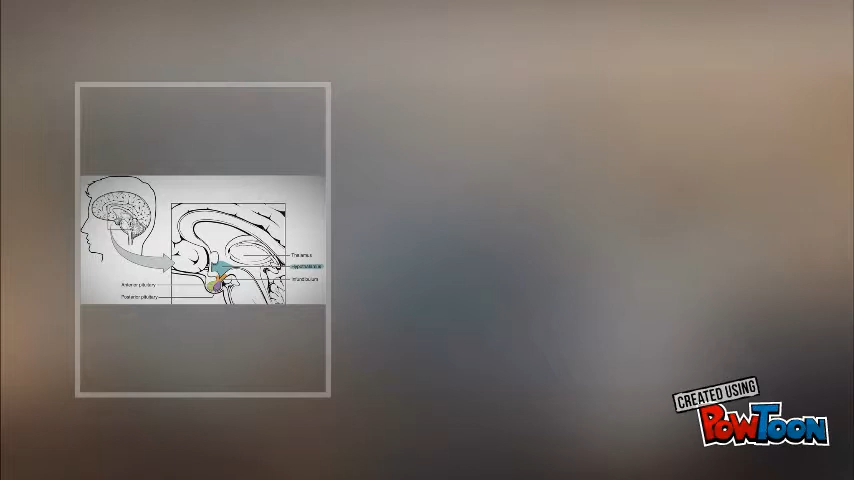 Thalamus
Hypothalamus
Infundibulum
Anterior pituitary
Posterior pituitary
CREATED USING
POWTOON